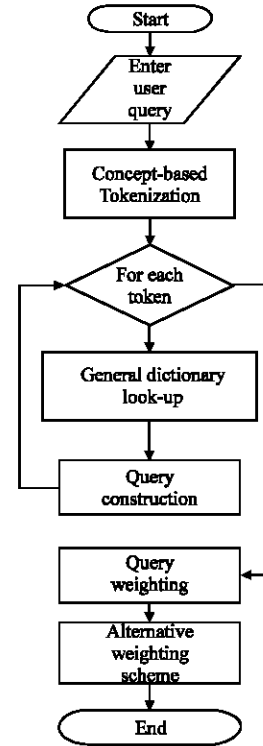 Start
Enter
user
query
Concept-based
Tokenization
For each
token
General dictionary
look-up
Query
construction
Query
weighting
Alternative
weighting
scheme
End